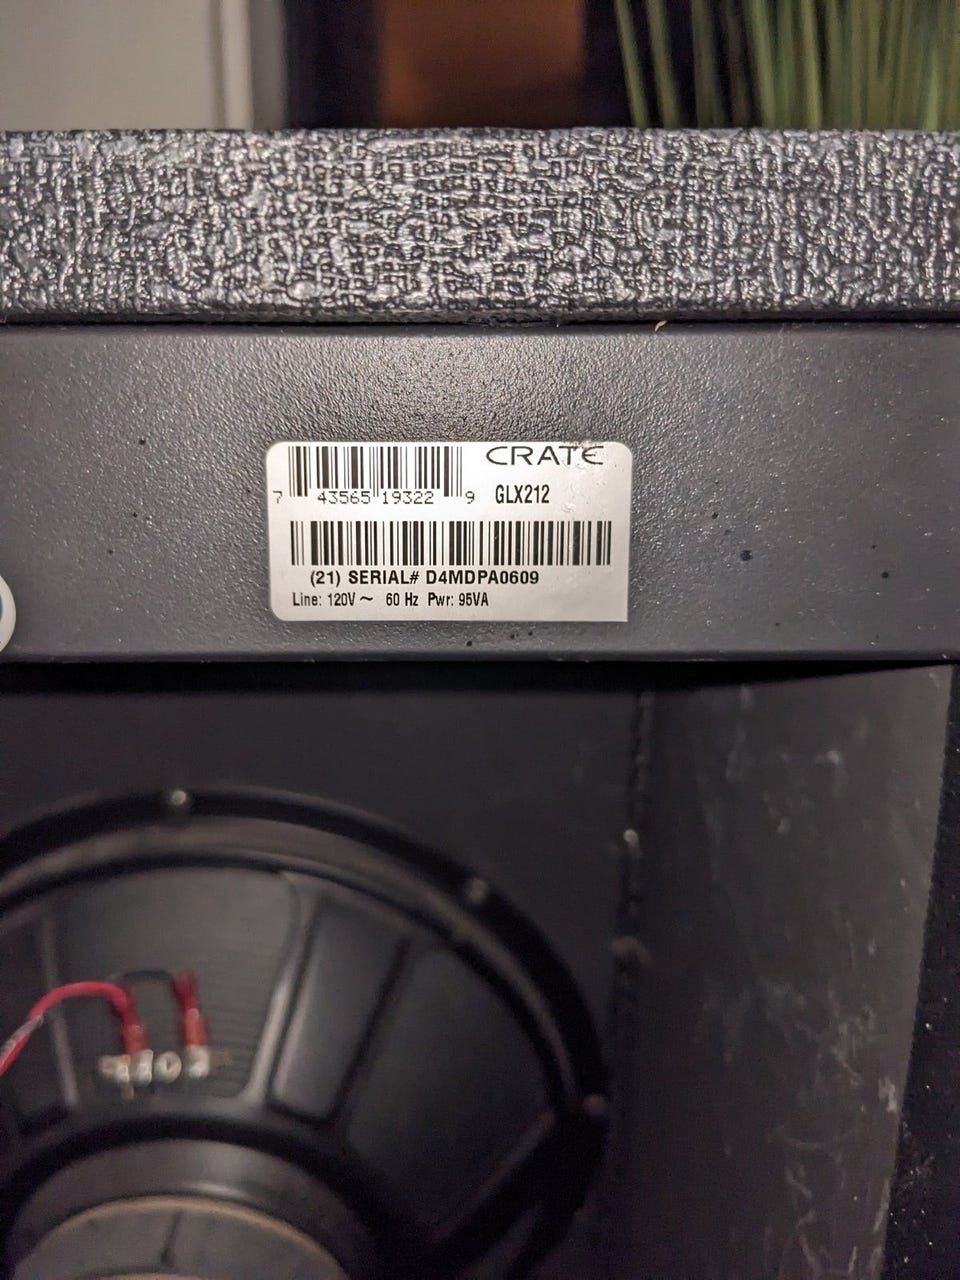 CRATE
7 43565 19322 9 GLX212
(21) SERIAL# D4MDPA0609
Line: 120V ~ 60 Hz Pwr: 95VA